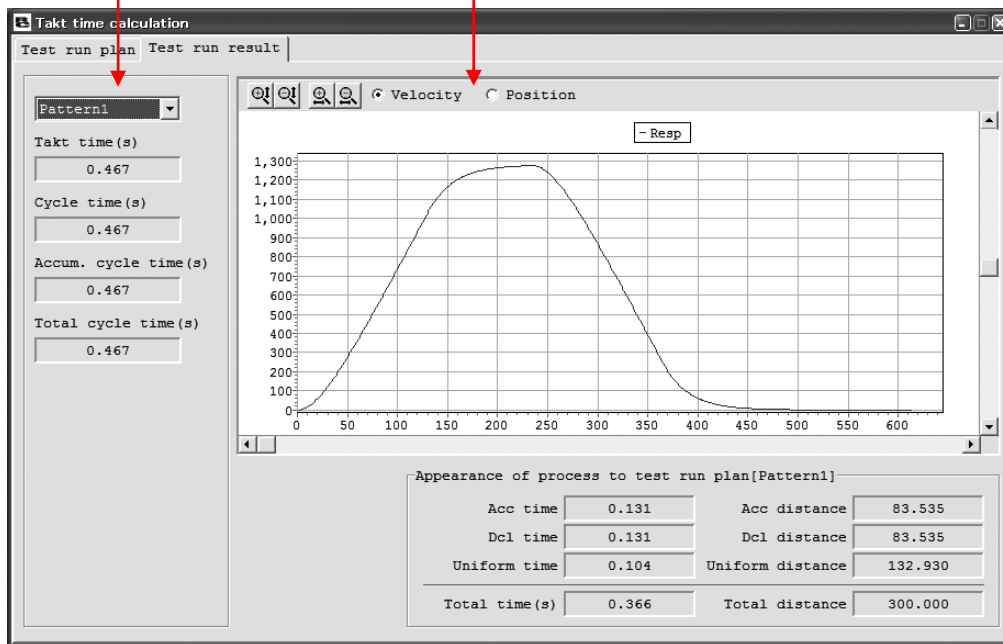 Takt time calculation
Test run plan Test run result
Pattern1
Velocity Position
Takt time(s)
0.467
Cycle time(s)
0.467
Accum. cycle time(s)
0.467
Total cycle time(s)
0.467
Resp
1,300
1,200
1,100
1,000
900
800
700
600
500
400
300
200
100
0
0 50 100 150 200 250 300 350 400 450 500 550 600
Appearance of process to test run plan[Pattern1]
Acc time 0.131 Acc distance 83.535
Dcl time 0.131 Dcl distance 83.535
Uniform time 0.104 Uniform distance 132.930
Total time(s) 0.366 Total distance 300.000